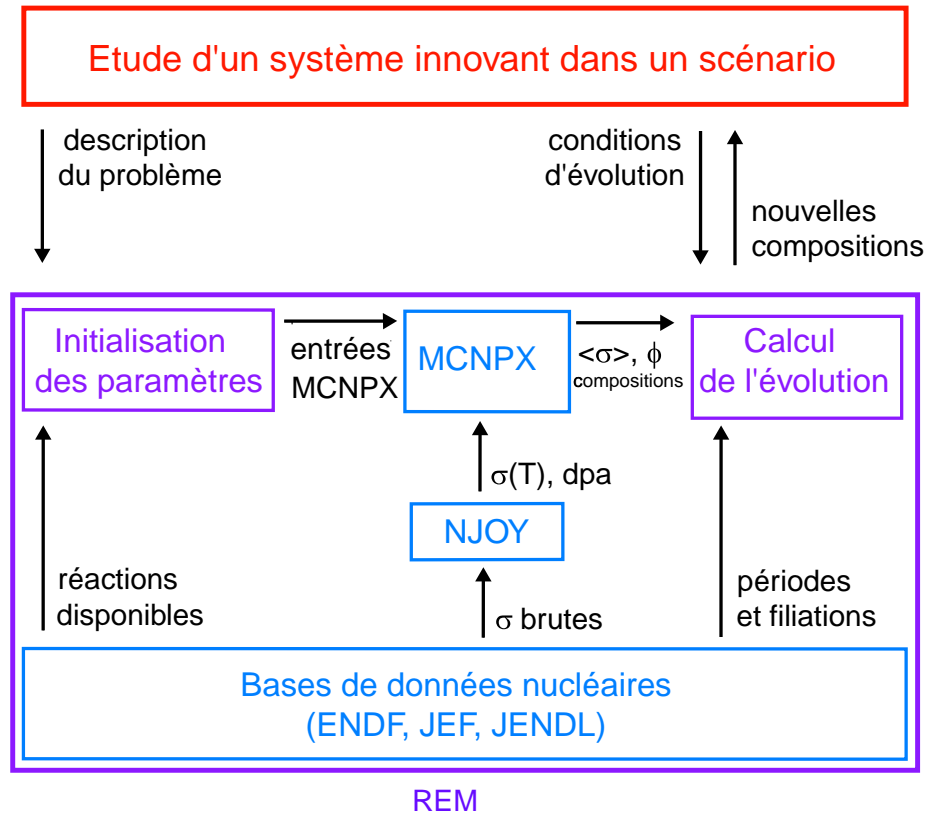 Etude d'un système innovant dans un scénario
description
du problème
conditions
d'évolution
nouvelles
compositions
Initialisation
des paramètres
entrées
MCNPX
MCNPX
<σ>, ϕ
compositions
Calcul
de l'évolution
σ(T), dpa
NJOY
réactions
disponibles
σ brutes
périodes
et filiations
Bases de données nucléaires
(ENDF, JEF, JENDL)
REM